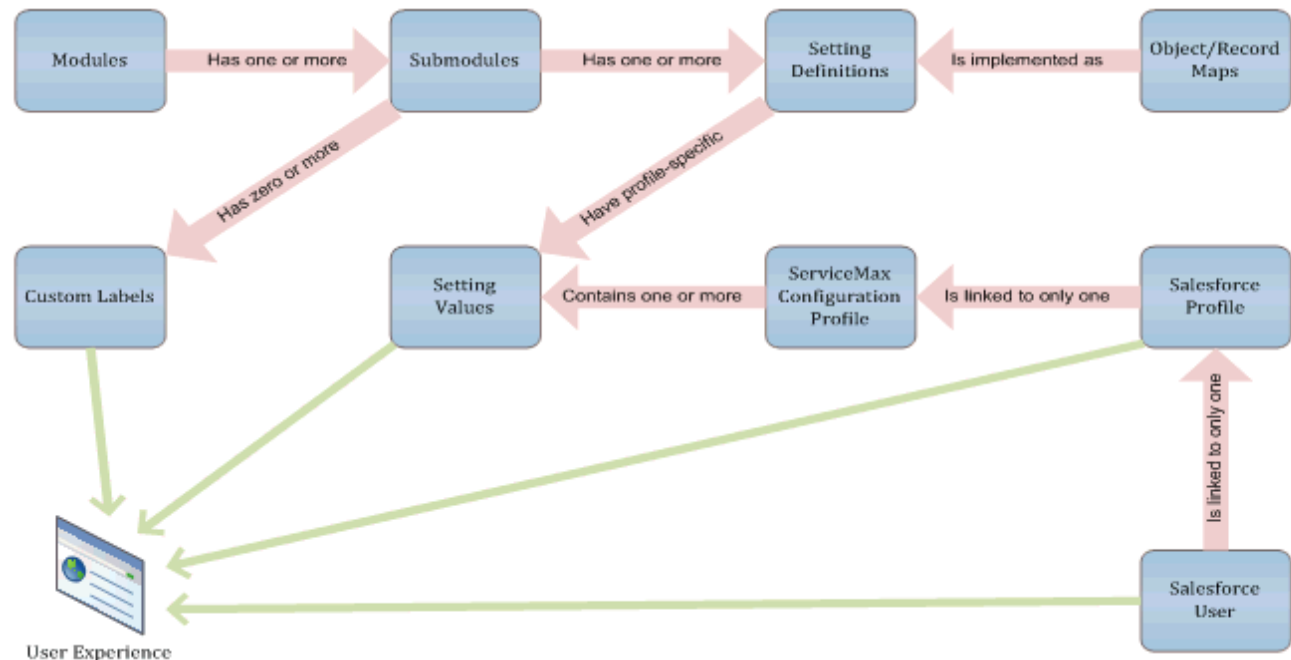 Modules
Has one or more
Submodules
Has one or more
Setting
Definitions
Is implemented as
Object/Record
Maps
Has zero or more
Have profile-specific
Custom Labels
Setting
Values
Contains one or more
ServiceMax
Configuration
Profile
Is linked to only one
Salesforce
Profile
Is linked to only one
Salesforce
User
User Experience